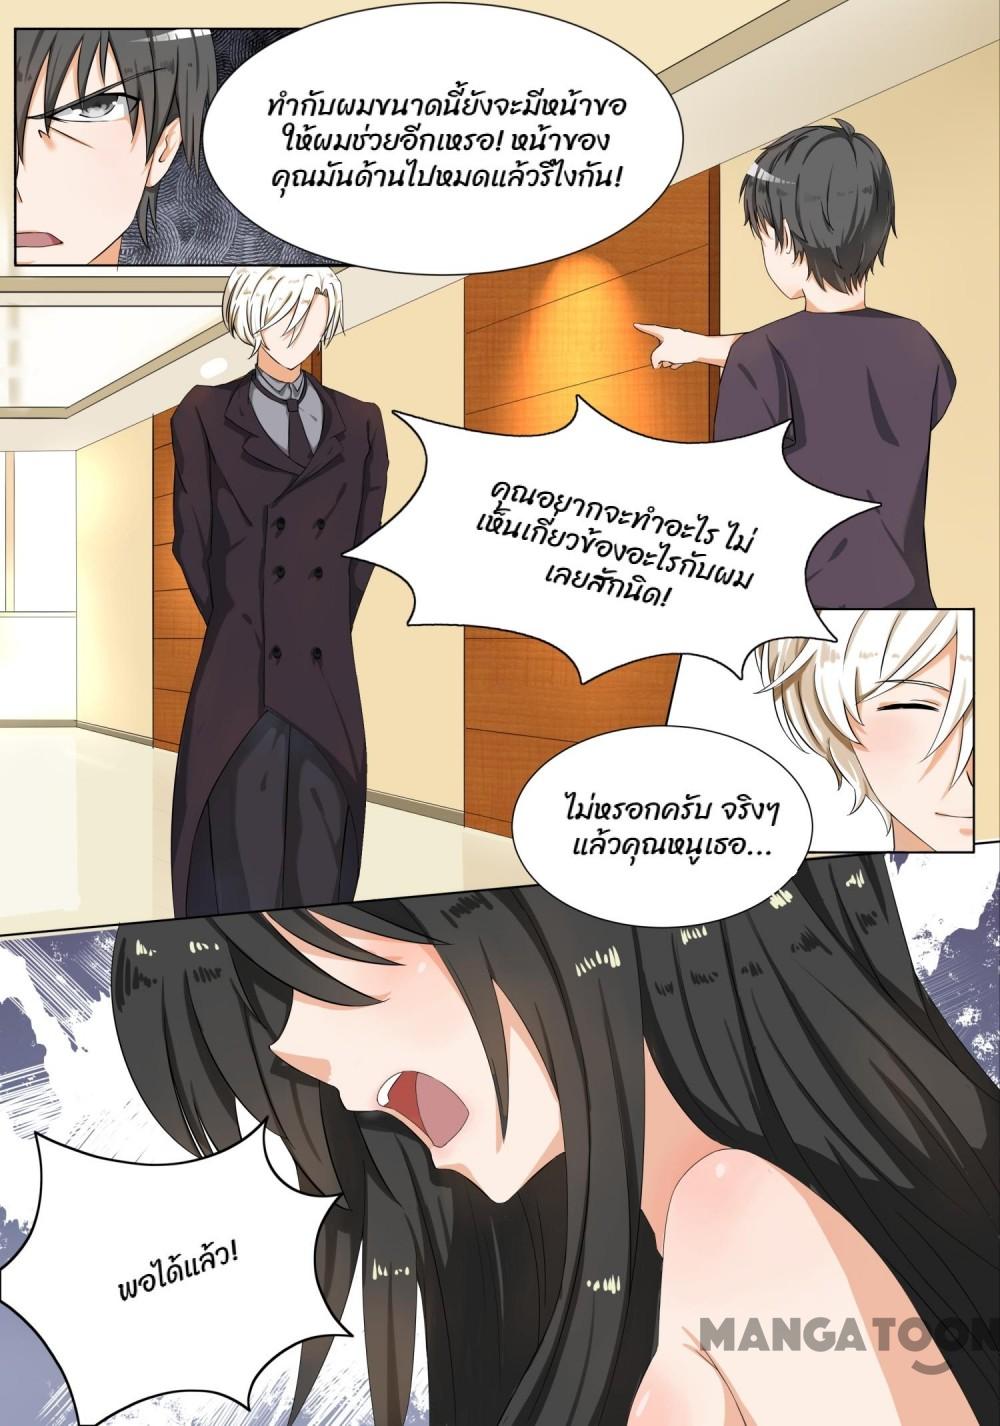 ทำกับผมขนาดนี้ยังจะมีหน้าขอ
ให้ผมช่วยอีกเหรอ! หน้าของ
คุณมันด้านไปหมดแล้วรึไงกัน!
คุณอยากจะทำอะไร ไม่
เห็นเกี่ยวข้องอะไรกับผม
เลยสักนิด!
ไม่หรอกครับ จริงๆ
แล้วคุณหนูเธอ...
พอได้แล้ว!
MANGATOON